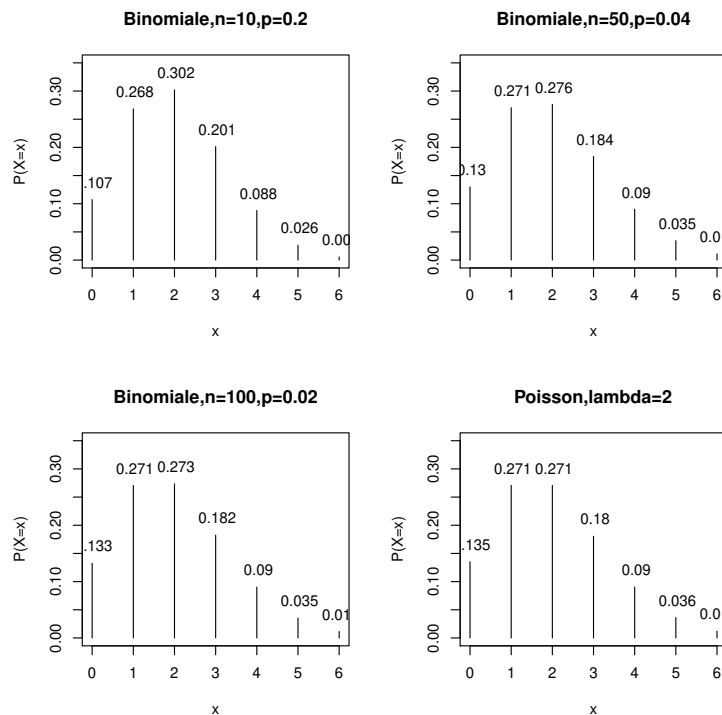 Binomiale,n=10,p=0.2
P(X=x)
0.00 0.10 0.20 0.30
.107 0.268 0.302 0.201 0.088 0.026 0.00
0 1 2 3 4 5 6
x
Binomiale,n=50,p=0.04
P(X=x)
0.00 0.10 0.20 0.30
0.13 0.271 0.276 0.184 0.09 0.035 0.0
0 1 2 3 4 5 6
x
Binomiale,n=100,p=0.02
P(X=x)
0.00 0.10 0.20 0.30
.133 0.271 0.273 0.182 0.09 0.035 0.01
0 1 2 3 4 5 6
x
Poisson,lambda=2
P(X=x)
0.00 0.10 0.20 0.30
.135 0.271 0.271 0.18 0.09 0.036 0.0
0 1 2 3 4 5 6
x